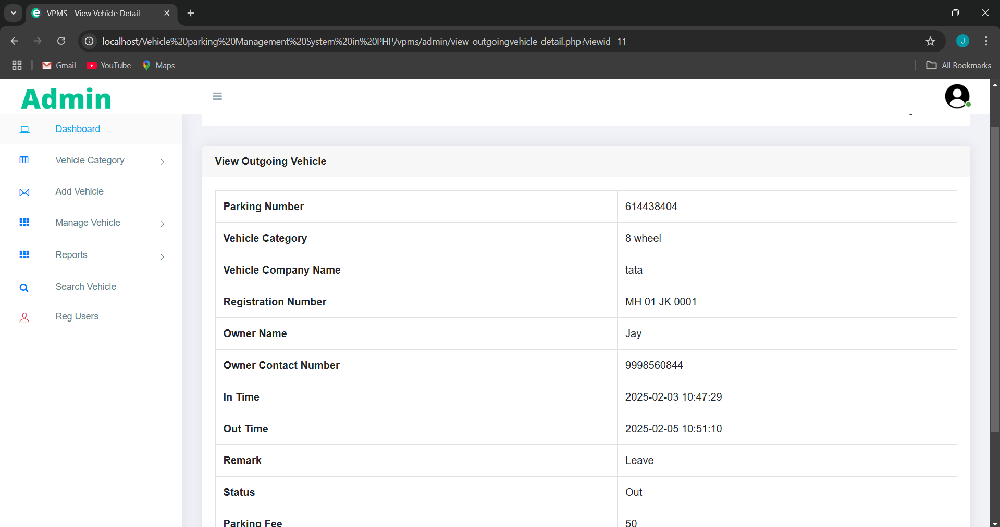 VPMS - View Vehicle Detail
localhost/Vehicle%20parking%20Management%20System%20in%20PHP/vpms/admin/view-outgoingvehicle-detail.php?viewid=11
J
Gmail YouTube Maps All Bookmarks
Admin
Dashboard
Vehicle Category
Add Vehicle
Manage Vehicle
Reports
Search Vehicle
Reg Users
View Outgoing Vehicle
Parking Number 614438404
Vehicle Category 8 wheel
Vehicle Company Name tata
Registration Number MH 01 JK 0001
Owner Name Jay
Owner Contact Number 9998560844
In Time 2025-02-03 10:47:29
Out Time 2025-02-05 10:51:10
Remark Leave
Status Out
Parking Fee 50